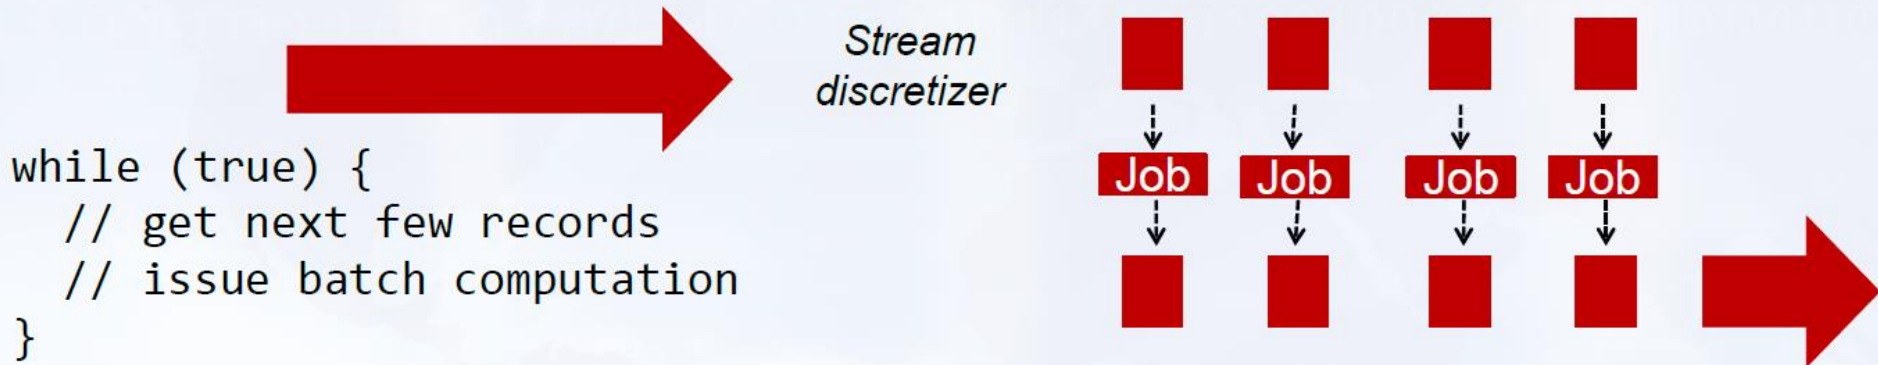 Stream
discretizer
while (true) {
  // get next few records
  // issue batch computation
}
Job Job Job Job